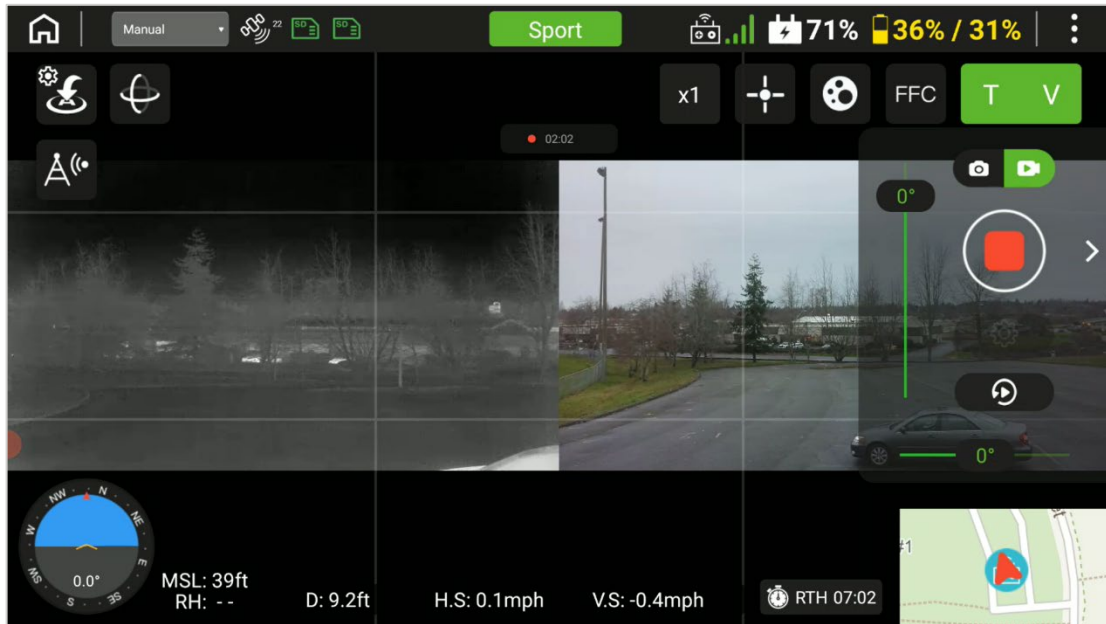 Manual
22
SD
SD
Sport
71%
36% / 31%
x1
FFC
T V
02:02
0°
0°
NW N NE E SE S SW W
0.0°
MSL: 39ft
RH: - -
D: 9.2ft
H.S: 0.1mph
V.S: -0.4mph
RTH 07:02
#1